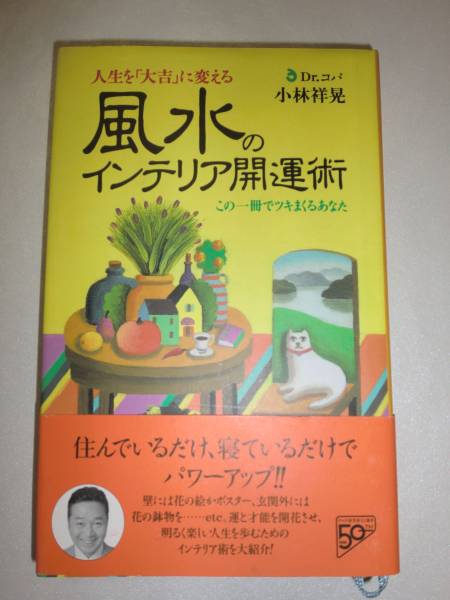 人生を「大吉」に変える
Dr.コパ
小林祥晃
風水の
インテリア開運術
この一冊でツキまくるあなた
住んでいるだけ、寝ているだけで
パワーアップ!!
壁には花の絵かポスター、玄関外には
花の鉢物を……etc。運と才能を開花させ、
明るく楽しい人生を歩むための
インテリア術を大紹介!
50